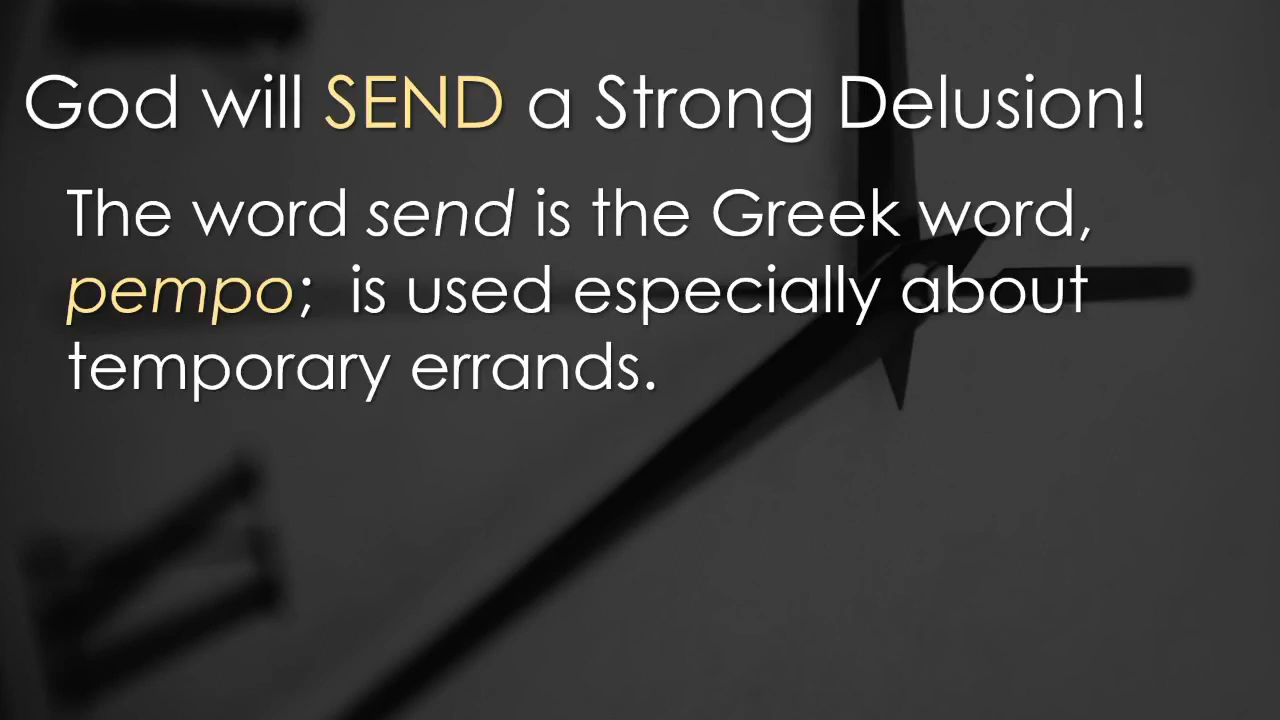 God will SEND a Strong Delusion!
The word send is the Greek word,
pempo; is used especially about
temporary errands.